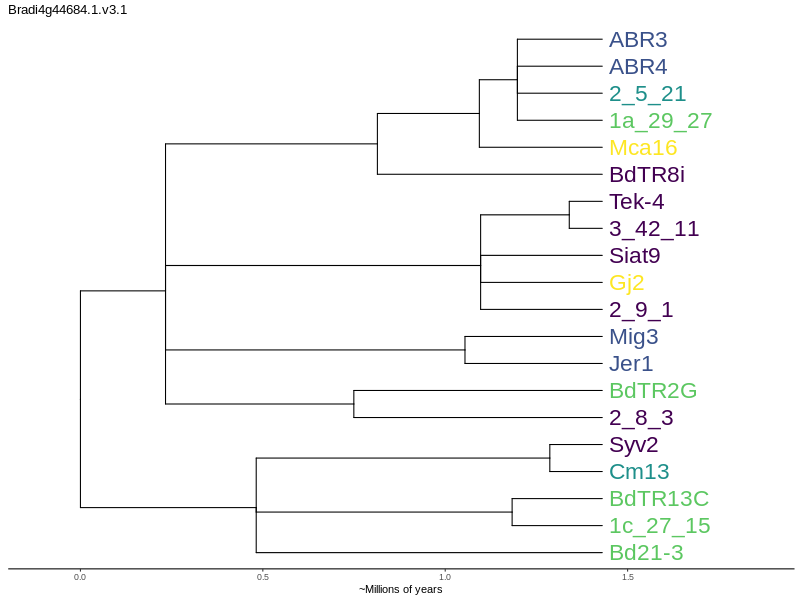 Bradi4g44684.1.v3.1
ABR3
ABR4
2_5_21
1a_29_27
Mca16
BdTR8i
Tek-4
3_42_11
Siat9
Gj2
2_9_1
Mig3
Jer1
BdTR2G
2_8_3
Syv2
Cm13
BdTR13C
1c_27_15
Bd21-3
0.0 0.5 1.0 1.5
~Millions of years